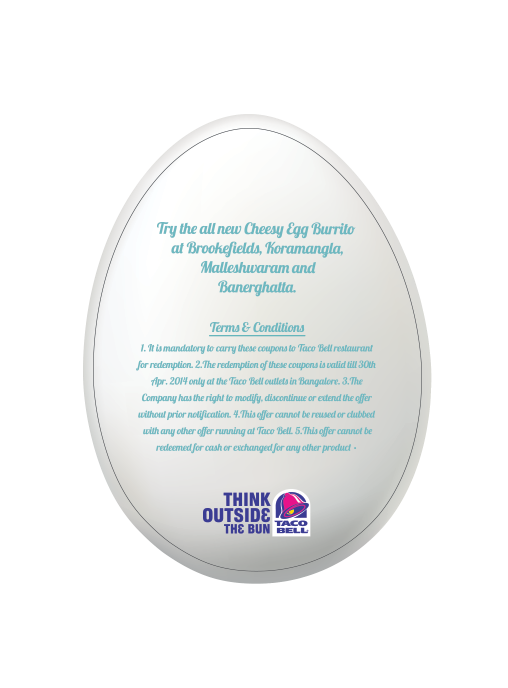 Try the all new Cheesy Egg Burrito
at Brookefields, Koramangla,
Malleshwaram and
Banerghatta.
Terms & Conditions
1. It is mandatory to carry these coupons to Taco Bell restaurant
for redemption. 2.The redemption of these coupons is valid till 30th
Apr. 2014 only at the Taco Bell outlets in Bangalore. 3.The
Company has the right to modify, discontinue or extend the offer
without prior notification. 4.This offer cannot be reused or clubbed
with any other offer running at Taco Bell. 5.This offer cannot be
redeemed for cash or exchanged for any other product -
THINK
OUTSIDE
THE BUN
TACO
BELL